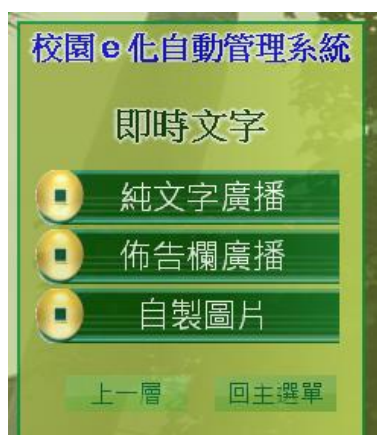 校園e化自動管理系統
即時文字
純文字廣播
佈告欄廣播
自製圖片
上一層 回主選單